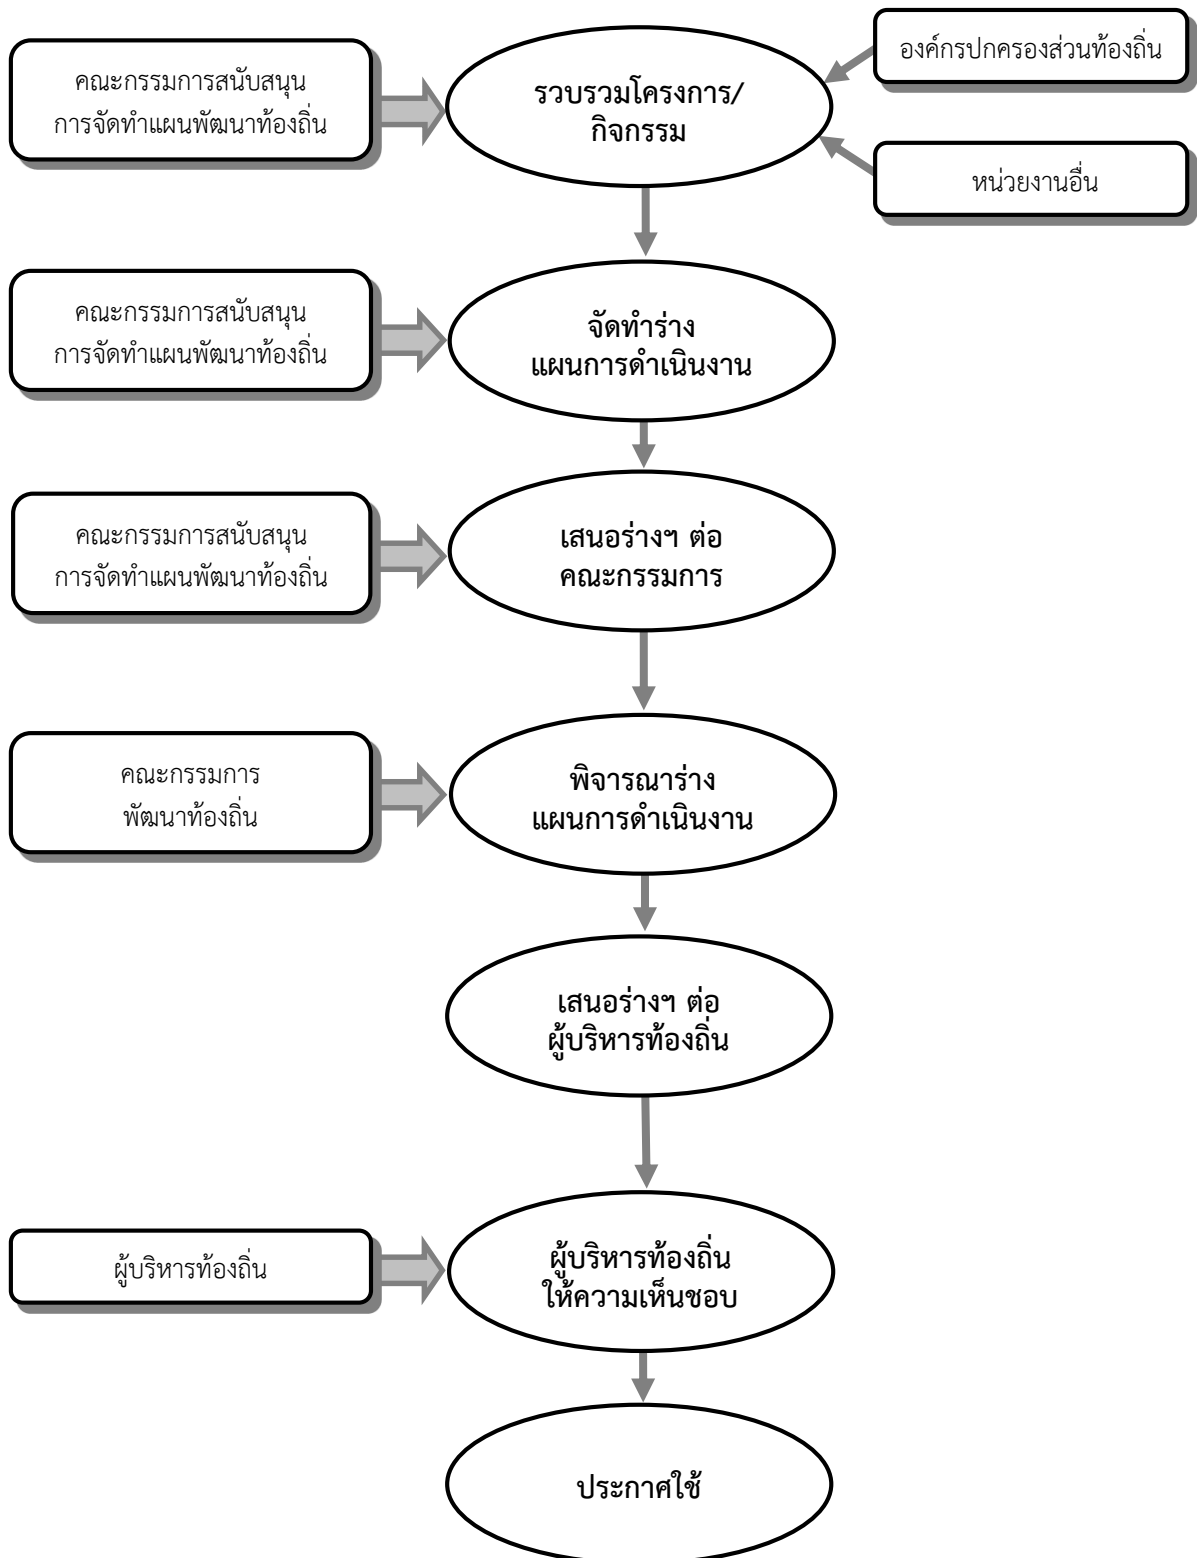 คณะกรรมการสนับสนุน
การจัดทำแผนพัฒนาท้องถิ่น
รวบรวมโครงการ/
กิจกรรม
องค์กรปกครองส่วนท้องถิ่น
หน่วยงานอื่น
คณะกรรมการสนับสนุน
การจัดทำแผนพัฒนาท้องถิ่น
จัดทำร่าง
แผนการดำเนินงาน
คณะกรรมการสนับสนุน
การจัดทำแผนพัฒนาท้องถิ่น
เสนอร่างฯ ต่อ
คณะกรรมการ
คณะกรรมการ
พัฒนาท้องถิ่น
พิจารณาร่าง
แผนการดำเนินงาน
เสนอร่างฯ ต่อ
ผู้บริหารท้องถิ่น
ผู้บริหารท้องถิ่น
ผู้บริหารท้องถิ่น
ให้ความเห็นชอบ
ประกาศใช้